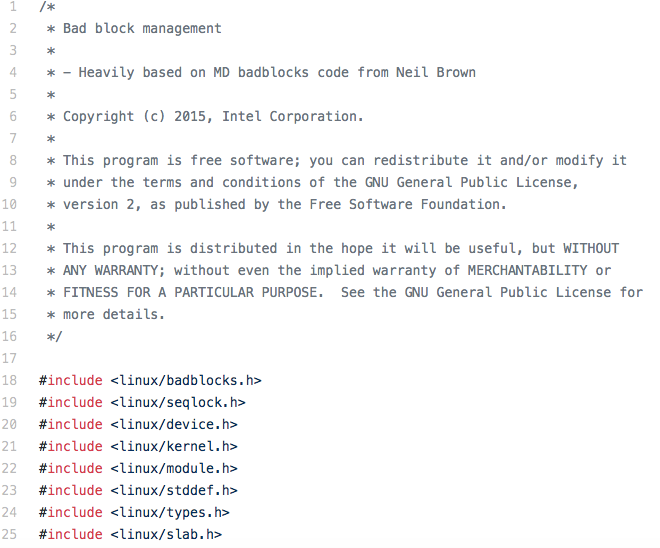 1 /*
2 * Bad block management
3 *
4 * - Heavily based on MD badblocks code from Neil Brown
5 *
6 * Copyright (c) 2015, Intel Corporation.
7 *
8 * This program is free software; you can redistribute it and/or modify it
9 * under the terms and conditions of the GNU General Public License,
10 * version 2, as published by the Free Software Foundation.
11 *
12 * This program is distributed in the hope it will be useful, but WITHOUT
13 * ANY WARRANTY; without even the implied warranty of MERCHANTABILITY or
14 * FITNESS FOR A PARTICULAR PURPOSE.  See the GNU General Public License for
15 * more details.
16 */
17
18 #include <linux/badblocks.h>
19 #include <linux/seqlock.h>
20 #include <linux/device.h>
21 #include <linux/kernel.h>
22 #include <linux/module.h>
23 #include <linux/stddef.h>
24 #include <linux/types.h>
25 #include <linux/slab.h>